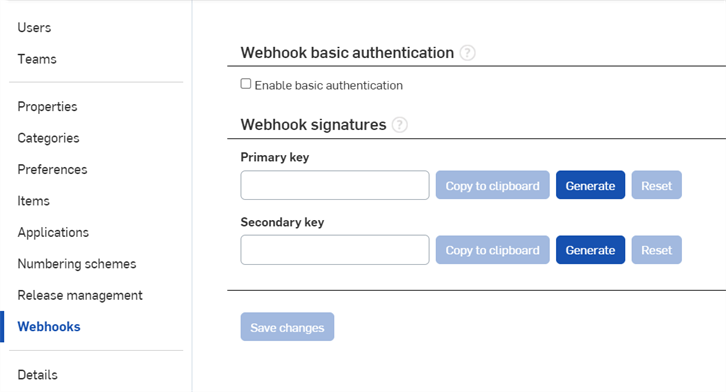 Users
Teams
Properties
Categories
Preferences
Items
Applications
Numbering schemes
Release management
Webhooks
Details
Webhook basic authentication ?
Enable basic authentication
Webhook signatures ?
Primary key
Copy to clipboard Generate Reset
Secondary key
Copy to clipboard Generate Reset
Save changes